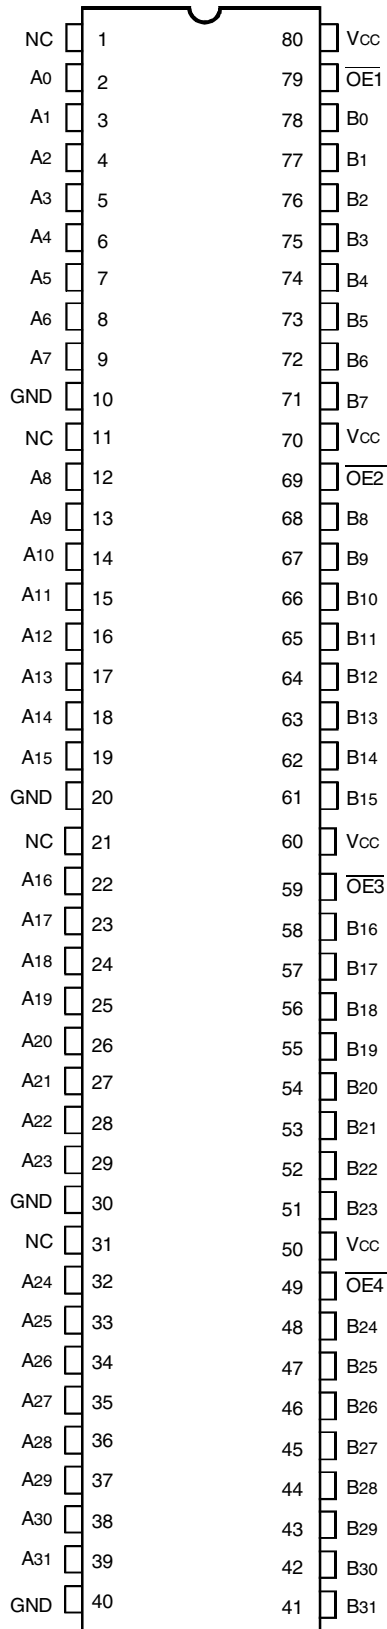 NC 1 80 VCC
A0 2 79 OE1
A1 3 78 B0
A2 4 77 B1
A3 5 76 B2
A4 6 75 B3
A5 7 74 B4
A6 8 73 B5
A7 9 72 B6
GND 10 71 B7
NC 11 70 VCC
A8 12 69 OE2
A9 13 68 B8
A10 14 67 B9
A11 15 66 B10
A12 16 65 B11
A13 17 64 B12
A14 18 63 B13
A15 19 62 B14
GND 20 61 B15
NC 21 60 VCC
A16 22 59 OE3
A17 23 58 B16
A18 24 57 B17
A19 25 56 B18
A20 26 55 B19
A21 27 54 B20
A22 28 53 B21
A23 29 52 B22
GND 30 51 B23
NC 31 50 VCC
A24 32 49 OE4
A25 33 48 B24
A26 34 47 B25
A27 35 46 B26
A28 36 45 B27
A29 37 44 B28
A30 38 43 B29
A31 39 42 B30
GND 40 41 B31